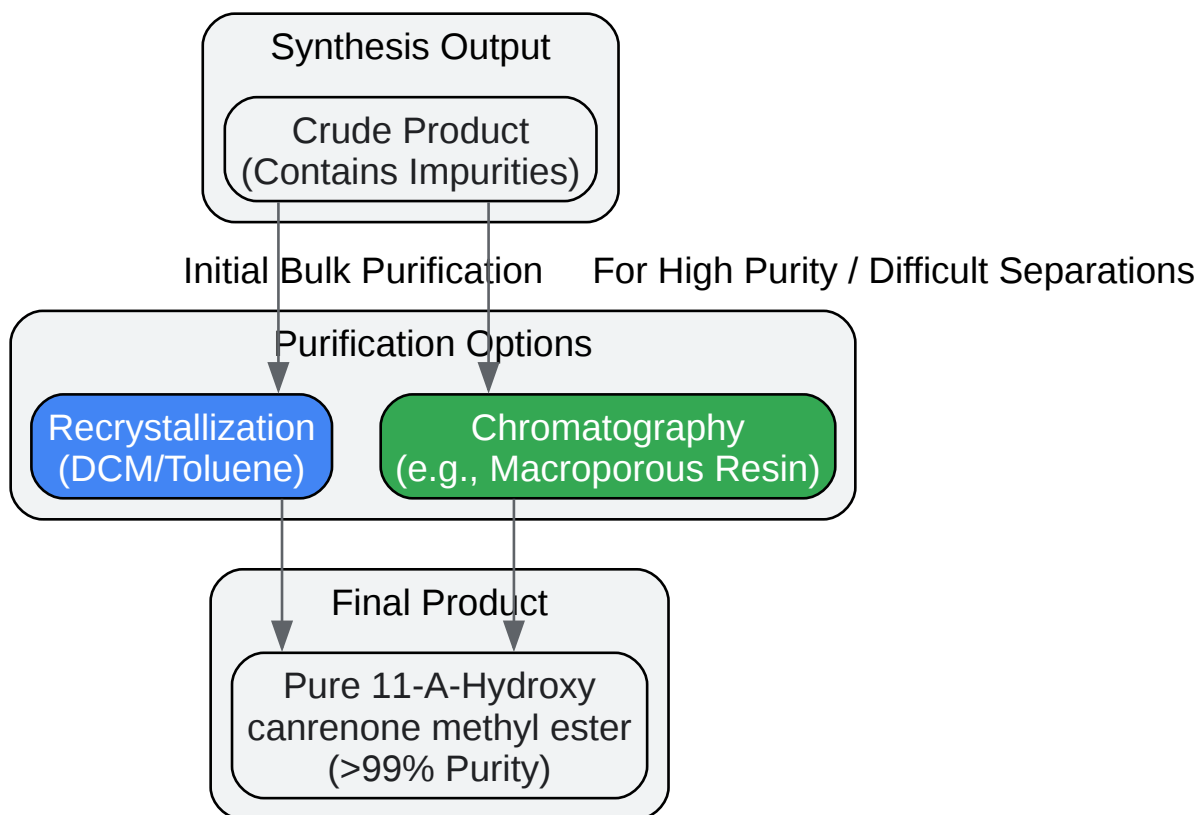 Synthesis Output
Crude Product
(Contains Impurities)
Initial Bulk Purification
For High Purity / Difficult Separations
Purification Options
Recrystallization
(DCM/Toluene)
Chromatography
(e.g., Macroporous Resin)
Final Product
Pure 11-A-Hydroxy
canrenone methyl ester
(>99% Purity)